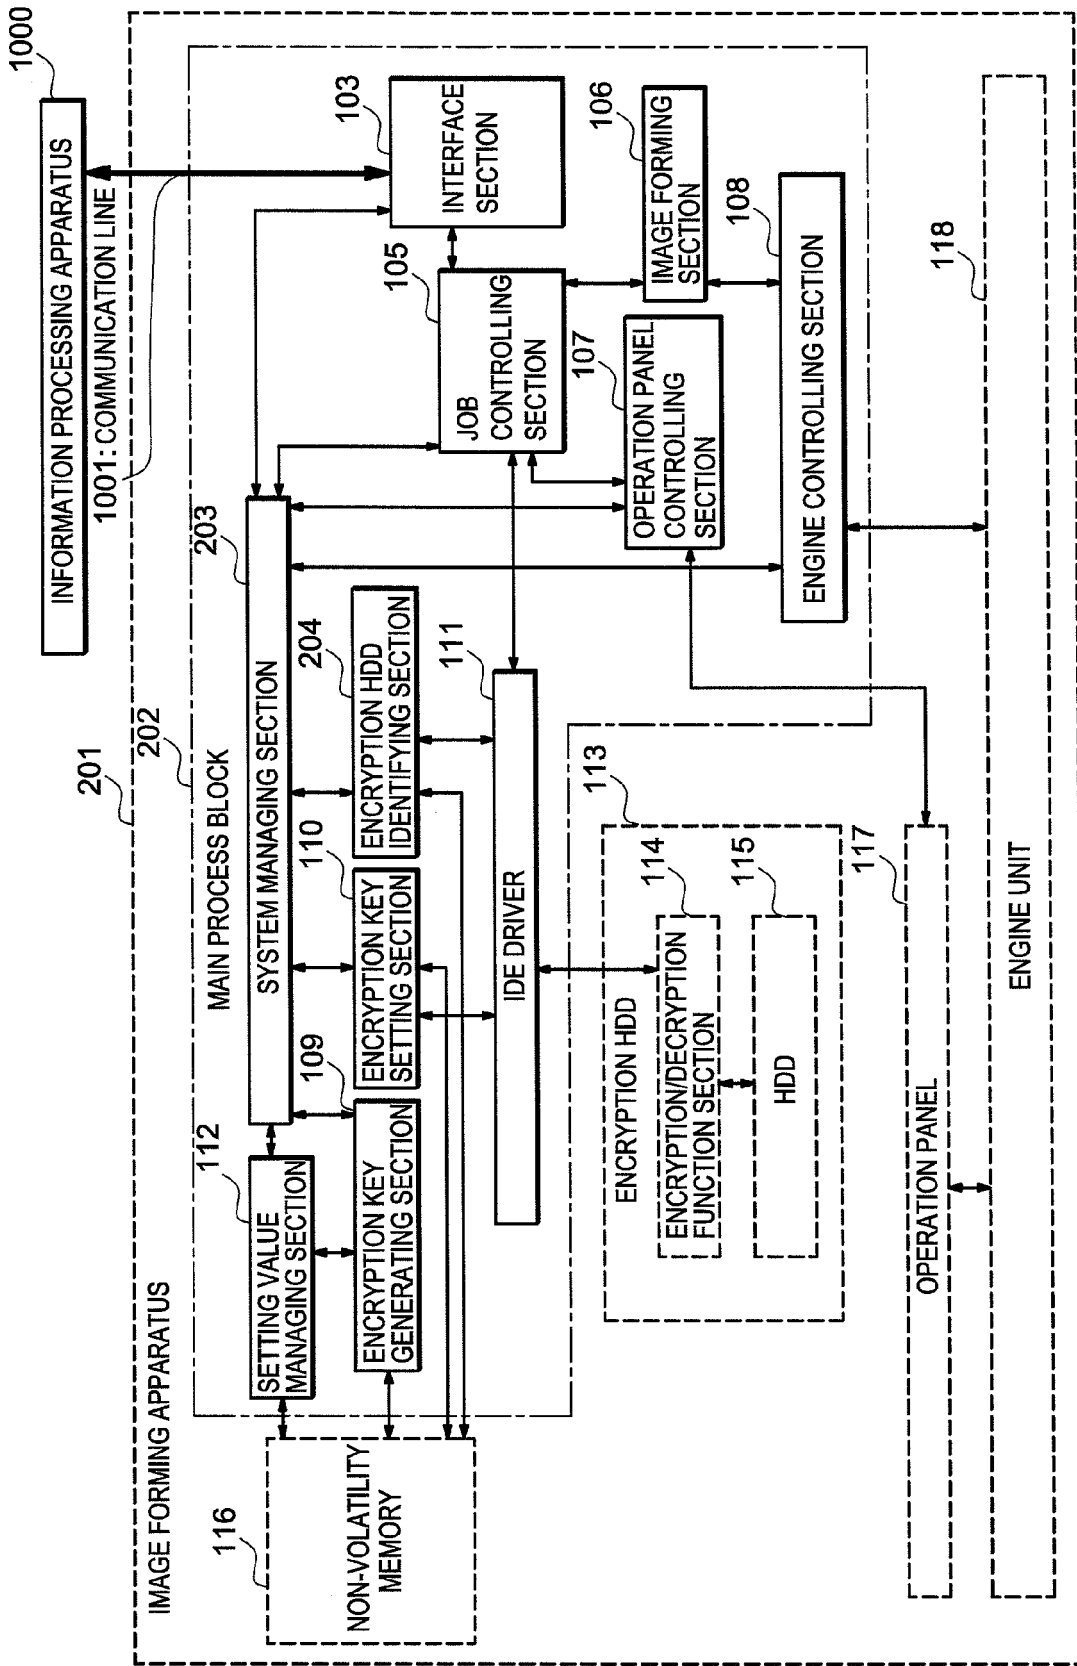 1000
INFORMATION PROCESSING APPARATUS
1001: COMMUNICATION LINE
201
IMAGE FORMING APPARATUS
202
MAIN PROCESS BLOCK
203
SYSTEM MANAGING SECTION
103
INTERFACE
SECTION
112
SETTING VALUE
MANAGING SECTION
109
ENCRYPTION KEY
GENERATING SECTION
110
ENCRYPTION KEY
SETTING SECTION
204
ENCRYPTION HDD
IDENTIFYING SECTION
105
JOB
CONTROLLING
SECTION
116
NON-VOLATILITY
MEMORY
111
IDE DRIVER
107
OPERATION PANEL
CONTROLLING
SECTION
106
IMAGE FORMING
SECTION
113
ENCRYPTION HDD
114
ENCRYPTION/DECRYPTION
FUNCTION SECTION
115
HDD
108
ENGINE CONTROLLING SECTION
117
OPERATION PANEL
118
ENGINE UNIT